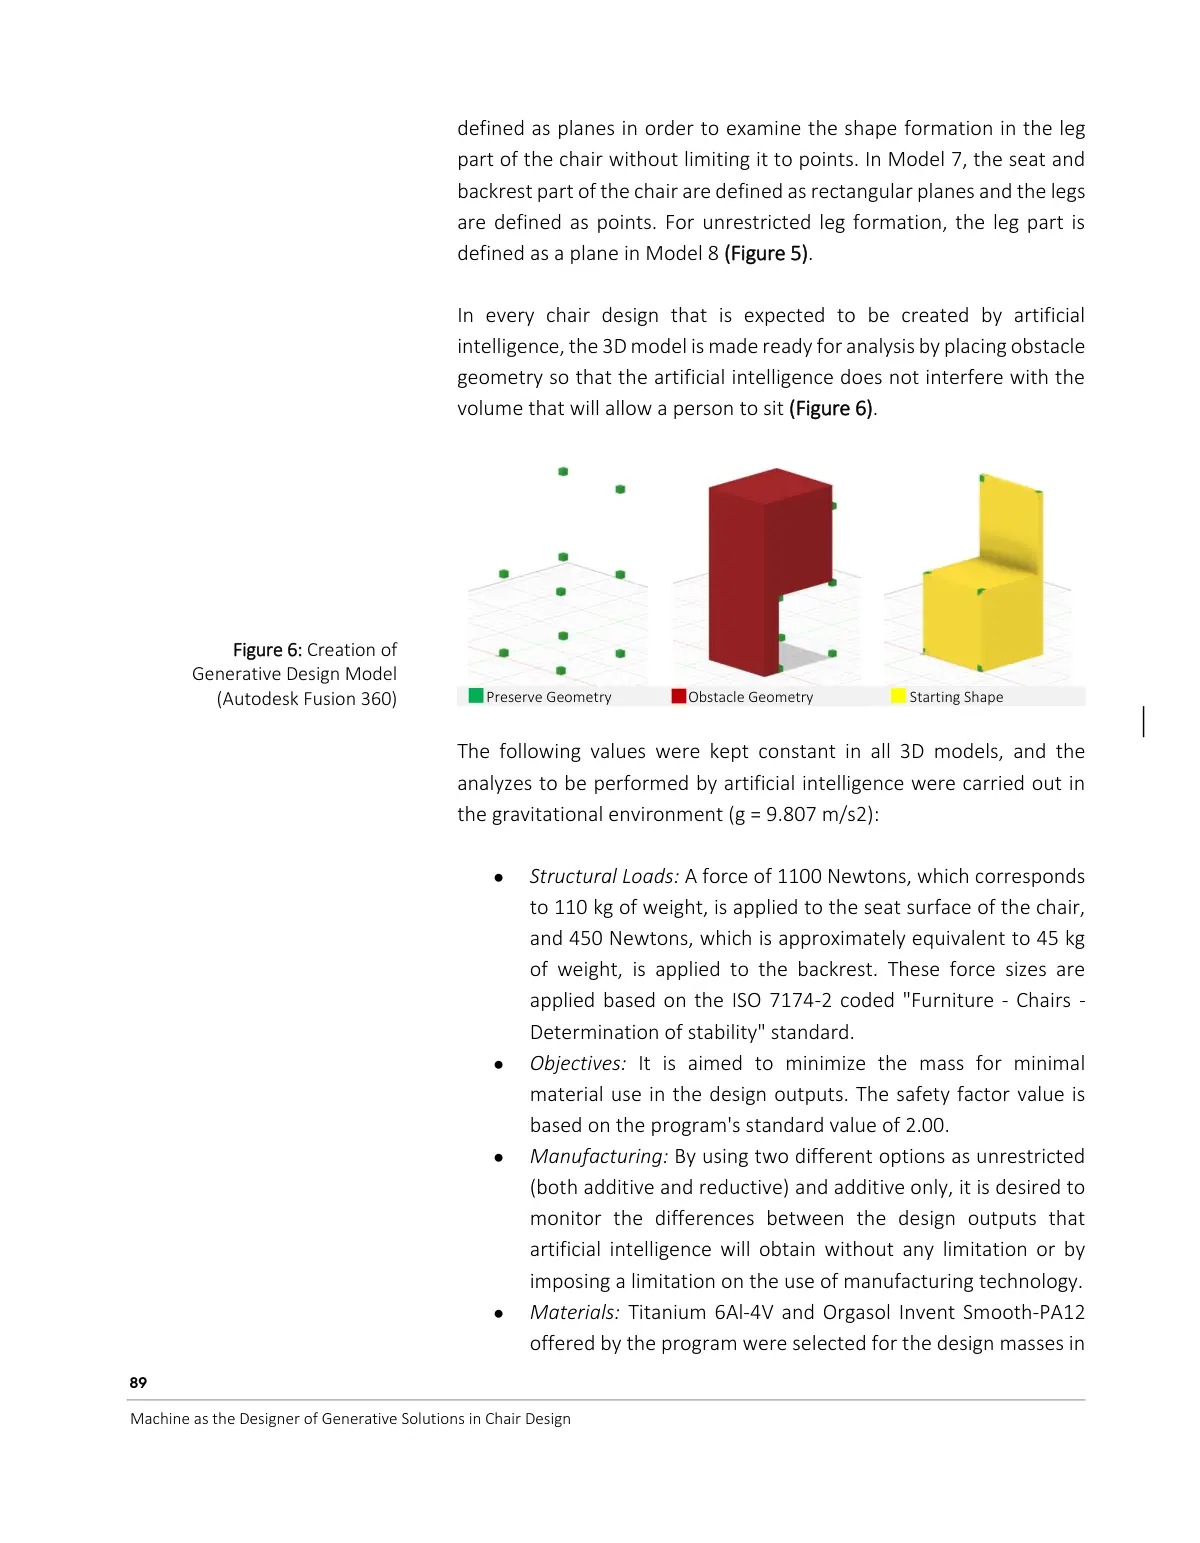 defined as planes in order to examine the shape formation in the leg
part of the chair without limiting it to points. In Model 7, the seat and
backrest part of the chair are defined as rectangular planes and the legs
are defined as points. For unrestricted leg formation, the leg part is
defined as a plane in Model 8 (Figure 5).
In every chair design that is expected to be created by artificial
intelligence, the 3D model is made ready for analysis by placing obstacle
geometry so that the artificial intelligence does not interfere with the
volume that will allow a person to sit (Figure 6).
Figure 6: Creation of
Generative Design Model
(Autodesk Fusion 360)
Preserve Geometry
Obstacle Geometry
Starting Shape
The following values were kept constant in all 3D models, and the
analyzes to be performed by artificial intelligence were carried out in
the gravitational environment (g = 9.807 m/s2):
● Structural Loads: A force of 1100 Newtons, which corresponds
to 110 kg of weight, is applied to the seat surface of the chair,
and 450 Newtons, which is approximately equivalent to 45 kg
of weight, is applied to the backrest. These force sizes are
applied based on the ISO 7174-2 coded "Furniture - Chairs -
Determination of stability" standard.
● Objectives: It is aimed to minimize the mass for minimal
material use in the design outputs. The safety factor value is
based on the program's standard value of 2.00.
● Manufacturing: By using two different options as unrestricted
(both additive and reductive) and additive only, it is desired to
monitor the differences between the design outputs that
artificial intelligence will obtain without any limitation or by
imposing a limitation on the use of manufacturing technology.
● Materials: Titanium 6Al-4V and Orgasol Invent Smooth-PA12
offered by the program were selected for the design masses in
89
Machine as the Designer of Generative Solutions in Chair Design